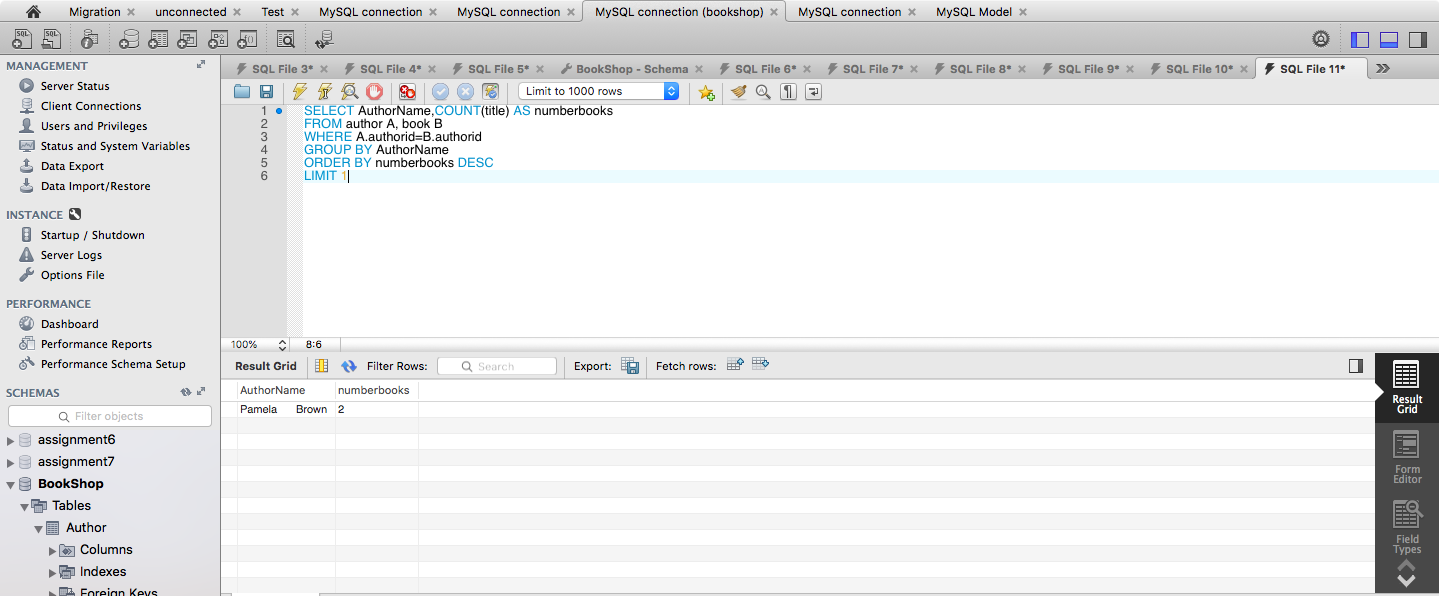 Migration
unconnected
Test
MySQL connection
MySQL connection
MySQL connection (bookshop)
MySQL connection
MySQL Model
MANAGEMENT
Server Status
Client Connections
Users and Privileges
Status and System Variables
Data Export
Data Import/Restore
INSTANCE
Startup / Shutdown
Server Logs
Options File
PERFORMANCE
Dashboard
Performance Reports
Performance Schema Setup
SCHEMAS
Filter objects
assignment6
assignment7
BookShop
Tables
Author
Columns
Indexes
Foreign Keys
SQL File 3*
SQL File 4*
SQL File 5*
BookShop - Schema
SQL File 6*
SQL File 7*
SQL File 8*
SQL File 9*
SQL File 10*
SQL File 11*
Limit to 1000 rows
1 SELECT AuthorName,COUNT(title) AS numberbooks
2 FROM author A, book B
3 WHERE A.authorid=B.authorid
4 GROUP BY AuthorName
5 ORDER BY numberbooks DESC
6 LIMIT 1
100% 8:6
Result Grid Filter Rows: Search Export: Fetch rows:
AuthorName numberbooks
Pamela Brown 2
Result
Grid
Form
Editor
Field
Types